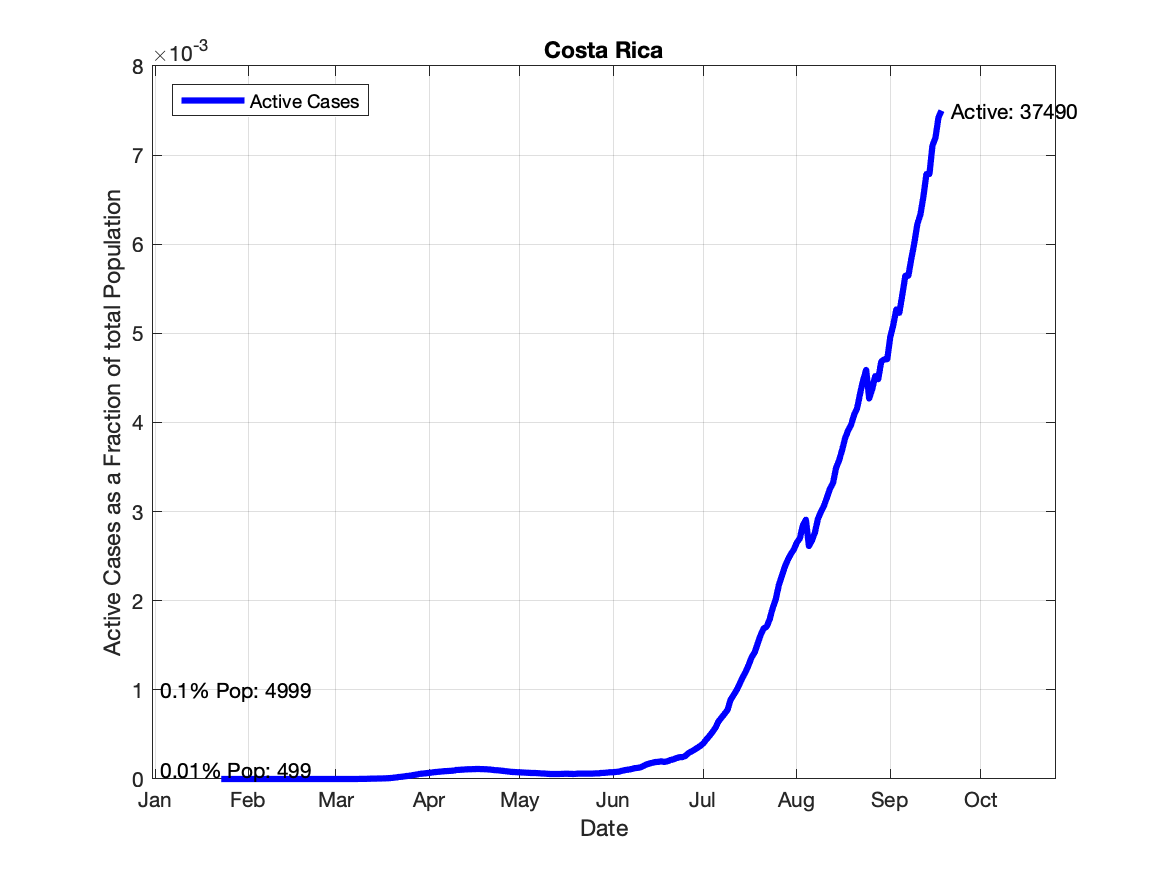 Costa Rica
×10-3
Active Cases
Active: 37490
8
7
6
5
4
3
2
1
0
0.1% Pop: 4999
0.01% Pop: 499
Active Cases as a Fraction of total Population
Jan Feb Mar Apr May Jun Jul Aug Sep Oct
Date